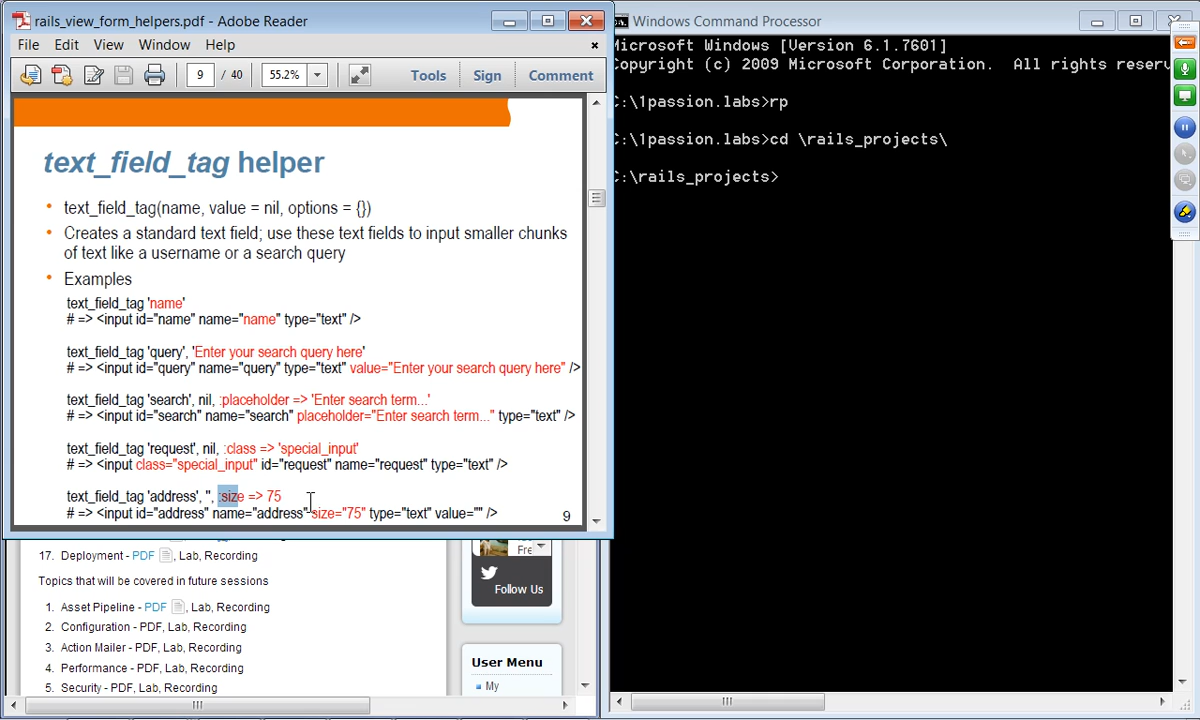 rails_view_form_helpers.pdf - Adobe Reader
File Edit View Window Help
9 / 40 55.2% Tools Sign Comment
text_field_tag helper
• text_field_tag(name, value = nil, options = {})
• Creates a standard text field; use these text fields to input smaller chunks
of text like a username or a search query
• Examples
text_field_tag 'name'
# => <input id="name" name="name" type="text" />
text_field_tag 'query', 'Enter your search query here'
# => <input id="query" name="query" type="text" value="Enter your search query here" />
text_field_tag 'search', nil, :placeholder => 'Enter search term...'
# => <input id="search" name="search" placeholder="Enter search term..." type="text" />
text_field_tag 'request', nil, :class => 'special_input'
# => <input class="special_input" id="request" name="request" type="text" />
text_field_tag 'address', '', :size => 75
# => <input id="address" name="address" size="75" type="text" value="" />
9
17. Deployment - PDF , Lab, Recording
Topics that will be covered in future sessions
1. Asset Pipeline - PDF , Lab, Recording
2. Configuration - PDF, Lab, Recording
3. Action Mailer - PDF, Lab, Recording
4. Performance - PDF, Lab, Recording
5. Security - PDF, Lab, Recording
Fre
Follow Us
User Menu
My
Windows Command Processor
Microsoft Windows [Version 6.1.7601]
Copyright (c) 2009 Microsoft Corporation. All rights reserv
C:\1passion.labs>rp
C:\1passion.labs>cd \rails_projects\
C:\rails_projects>